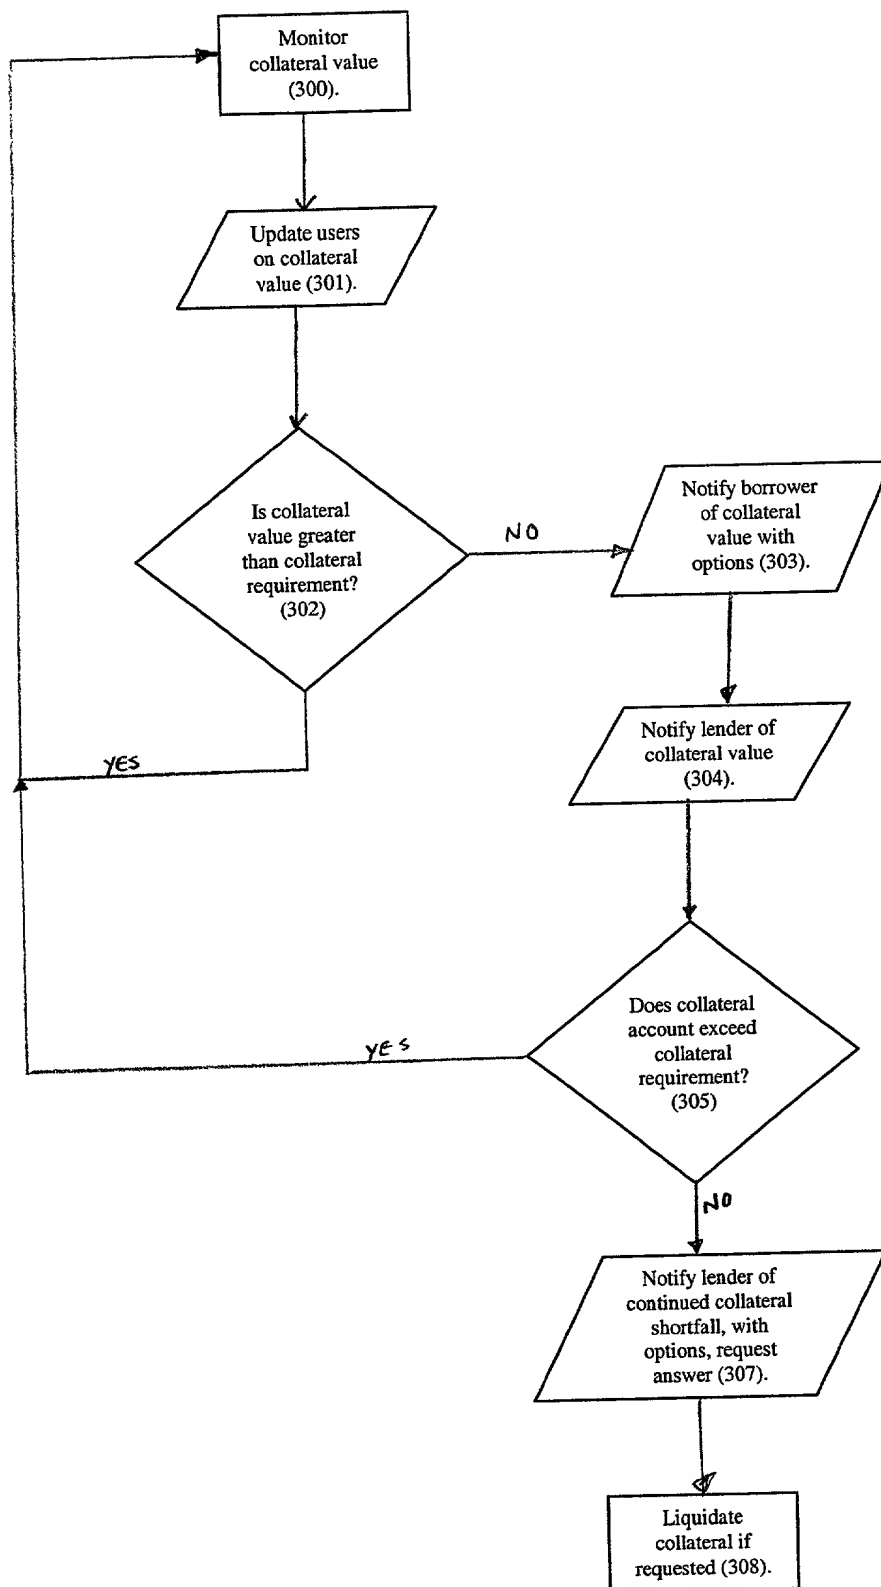 Monitor
collateral value
(300).
Update users
on collateral
value (301).
Is collateral
value greater
than collateral
requirement?
(302)
NO
Notify borrower
of collateral
value with
options (303).
Notify lender of
collateral value
(304).
YES
Does collateral
account exceed
collateral
requirement?
(305)
YES
NO
Notify lender of
continued collateral
shortfall, with
options, request
answer (307).
Liquidate
collateral if
requested (308).